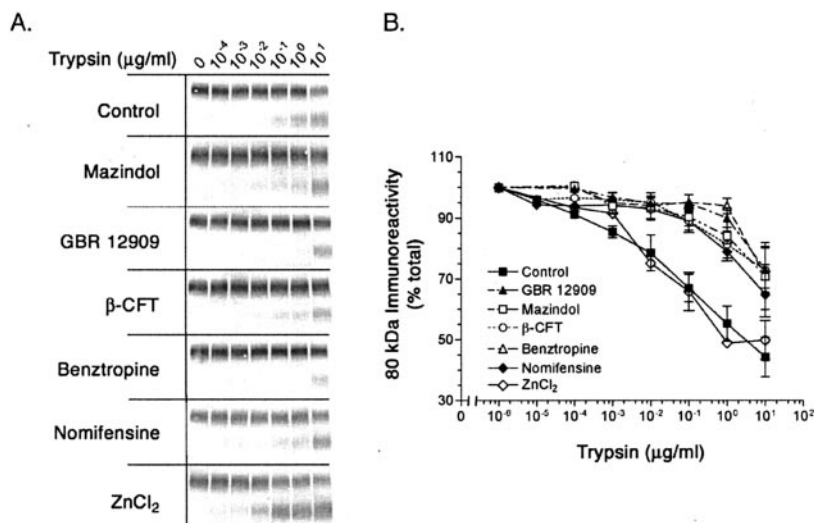 A.
Trypsin (μg/ml)
0 10⁻⁴ 10⁻³ 10⁻² 10⁻¹ 10⁰ 10¹
Control
Mazindol
GBR 12909
β-CFT
Benztropine
Nomifensine
ZnCl₂
B.
80 kDa Immunoreactivity
(% total)
110
90
70
50
30
Control
GBR 12909
Mazindol
β-CFT
Benztropine
Nomifensine
ZnCl₂
0 10⁻⁶ 10⁻⁵ 10⁻⁴ 10⁻³ 10⁻² 10⁻¹ 10⁰ 10¹ 10²
Trypsin (μg/ml)